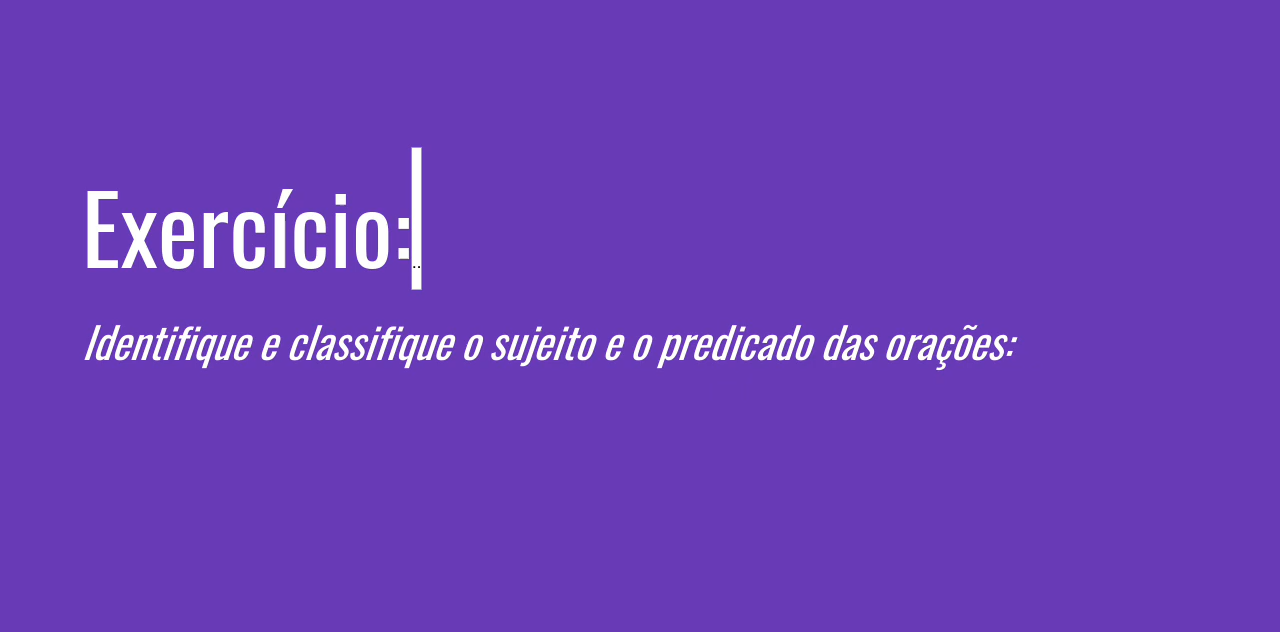 Exercício:..
Identifique e classifique o sujeito e o predicado das orações: